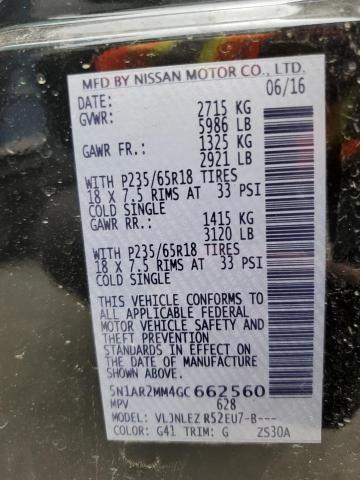 MFD BY NISSAN MOTOR CO., LTD.
DATE: 06/16
GVWR: 2715 KG
5986 LB
GAWR FR.: 1325 KG
2921 LB
WITH P235/65R18 TIRES
18 X 7.5 RIMS AT 33 PSI
COLD SINGLE
GAWR RR.: 1415 KG
3120 LB
WITH P235/65R18 TIRES
18 X 7.5 RIMS AT 33 PSI
COLD SINGLE
THIS VEHICLE CONFORMS TO
ALL APPLICABLE FEDERAL
MOTOR VEHICLE SAFETY AND
THEFT PREVENTION
STANDARDS IN EFFECT ON
THE DATE OF MANUFACTURE
SHOWN ABOVE.
5N1AR2MM4GC662560
MPV 628
MODEL: VLJNLEZ R52EU7-B---
COLOR: G41 TRIM: G ZS30A